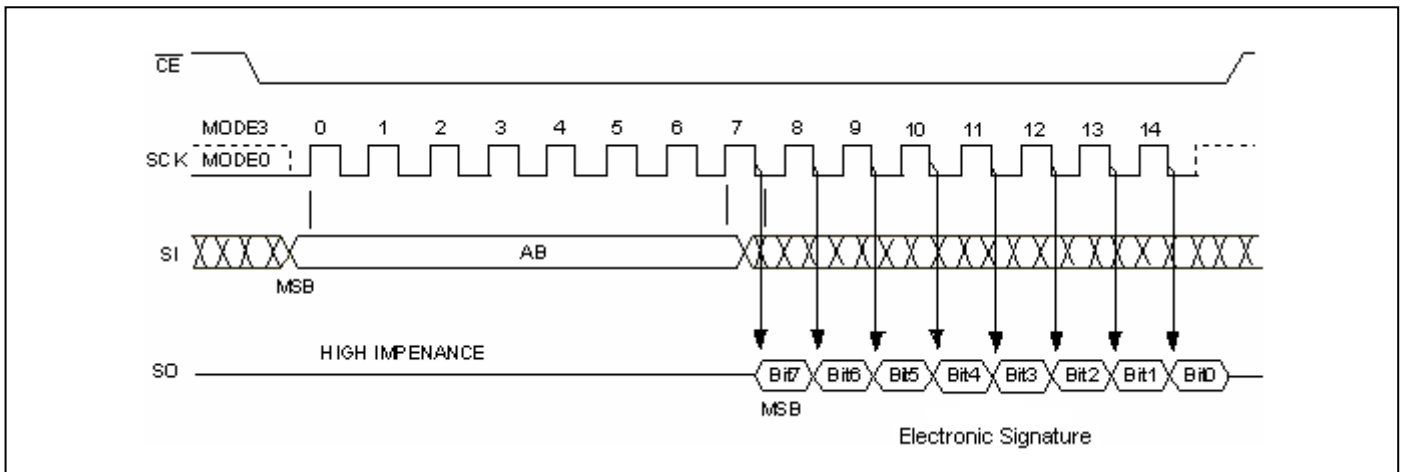 CE
MODE3 0 1 2 3 4 5 6 7 8 9 10 11 12 13 14
SCK MODE0
SI AB
MSB
HIGH IMPENANCE
SO Bit7 Bit6 Bit5 Bit4 Bit3 Bit2 Bit1 Bit0
MSB
Electronic Signature